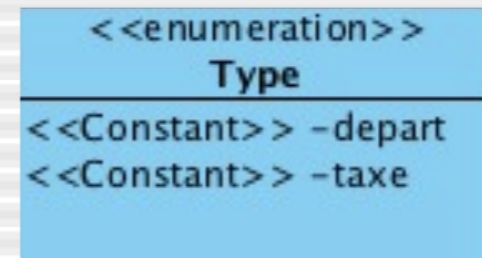 <<enumeration>>
Type
<<Constant>> -depart
<<Constant>> -taxe